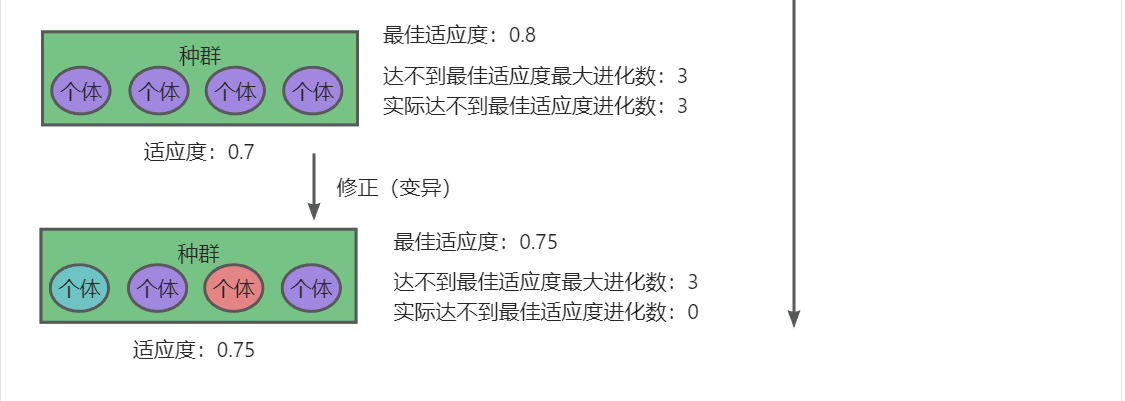 最佳适应度：0.8
种群
个体 个体 个体 个体
达不到最佳适应度最大进化数：3
实际达不到最佳适应度进化数：3
适应度：0.7
修正（变异）
最佳适应度：0.75
种群
个体 个体 个体 个体
达不到最佳适应度最大进化数：3
实际达不到最佳适应度进化数：0
适应度：0.75